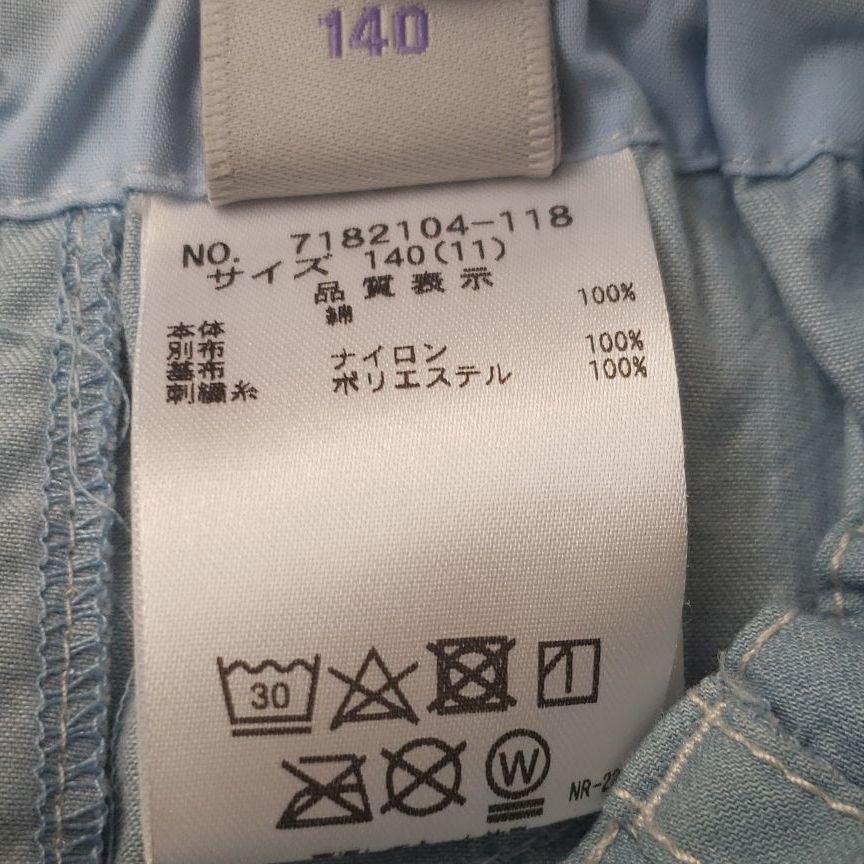 140
NO. 7182104-118
サイズ 140(11)
品質表示
本体 綿 100%
別布
基布 ナイロン 100%
刺繍糸 ポリエステル 100%
30
W